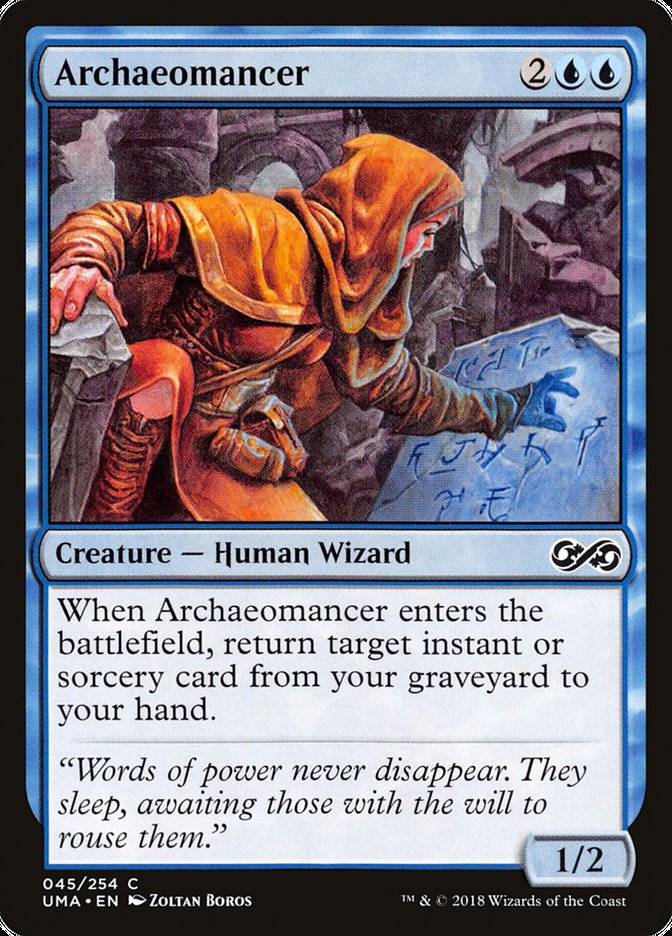 Archaeomancer 2
Creature — Human Wizard
When Archaeomancer enters the
battlefield, return target instant or
sorcery card from your graveyard to
your hand.
“Words of power never disappear. They
sleep, awaiting those with the will to
rouse them.”
1/2
045/254 C
UMA • EN Zoltan Boros
™ & © 2018 Wizards of the Coast